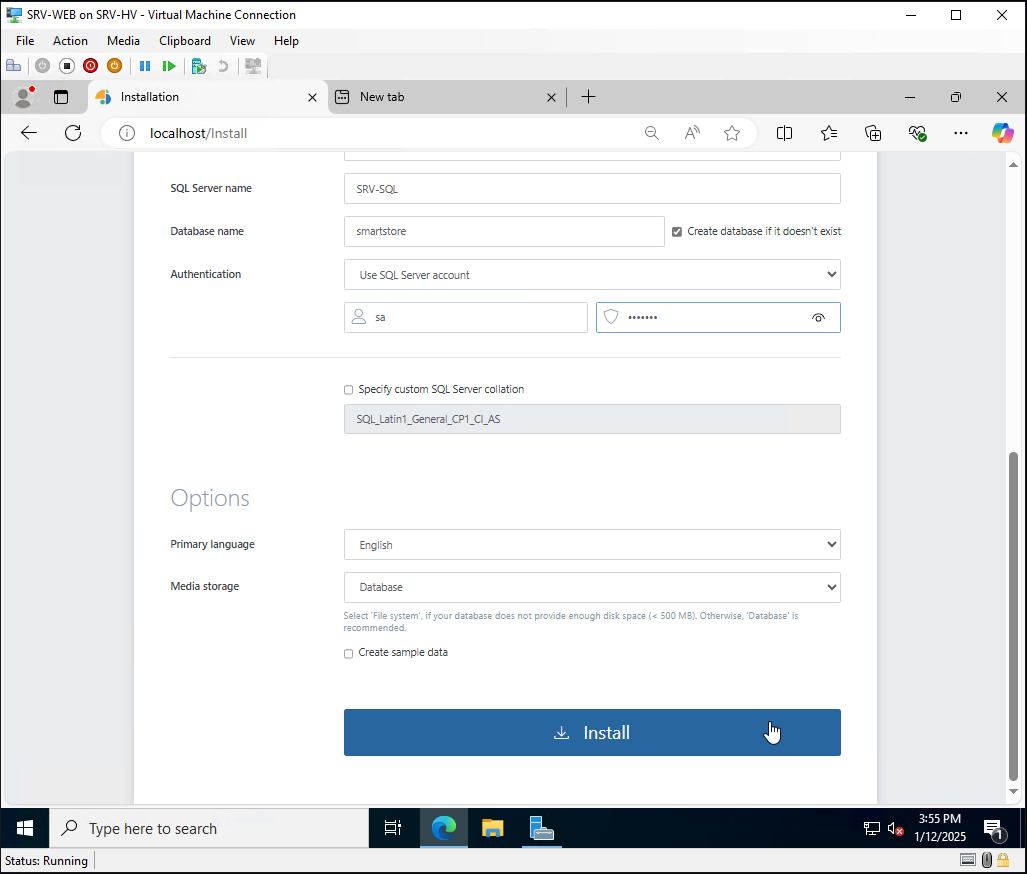 SRV-WEB on SRV-HV - Virtual Machine Connection
File Action Media Clipboard View Help
Installation
New tab
localhost/Install
SQL Server name
SRV-SQL
Database name
smartstore
Create database if it doesn't exist
Authentication
Use SQL Server account
sa
•••••••
Specify custom SQL Server collation
SQL_Latin1_General_CP1_CI_AS
Options
Primary language
English
Media storage
Database
Select 'File system', if your database does not provide enough disk space (< 500 MB). Otherwise, 'Database' is
recommended.
Create sample data
Install
Type here to search
3:55 PM
1/12/2025
1
Status: Running